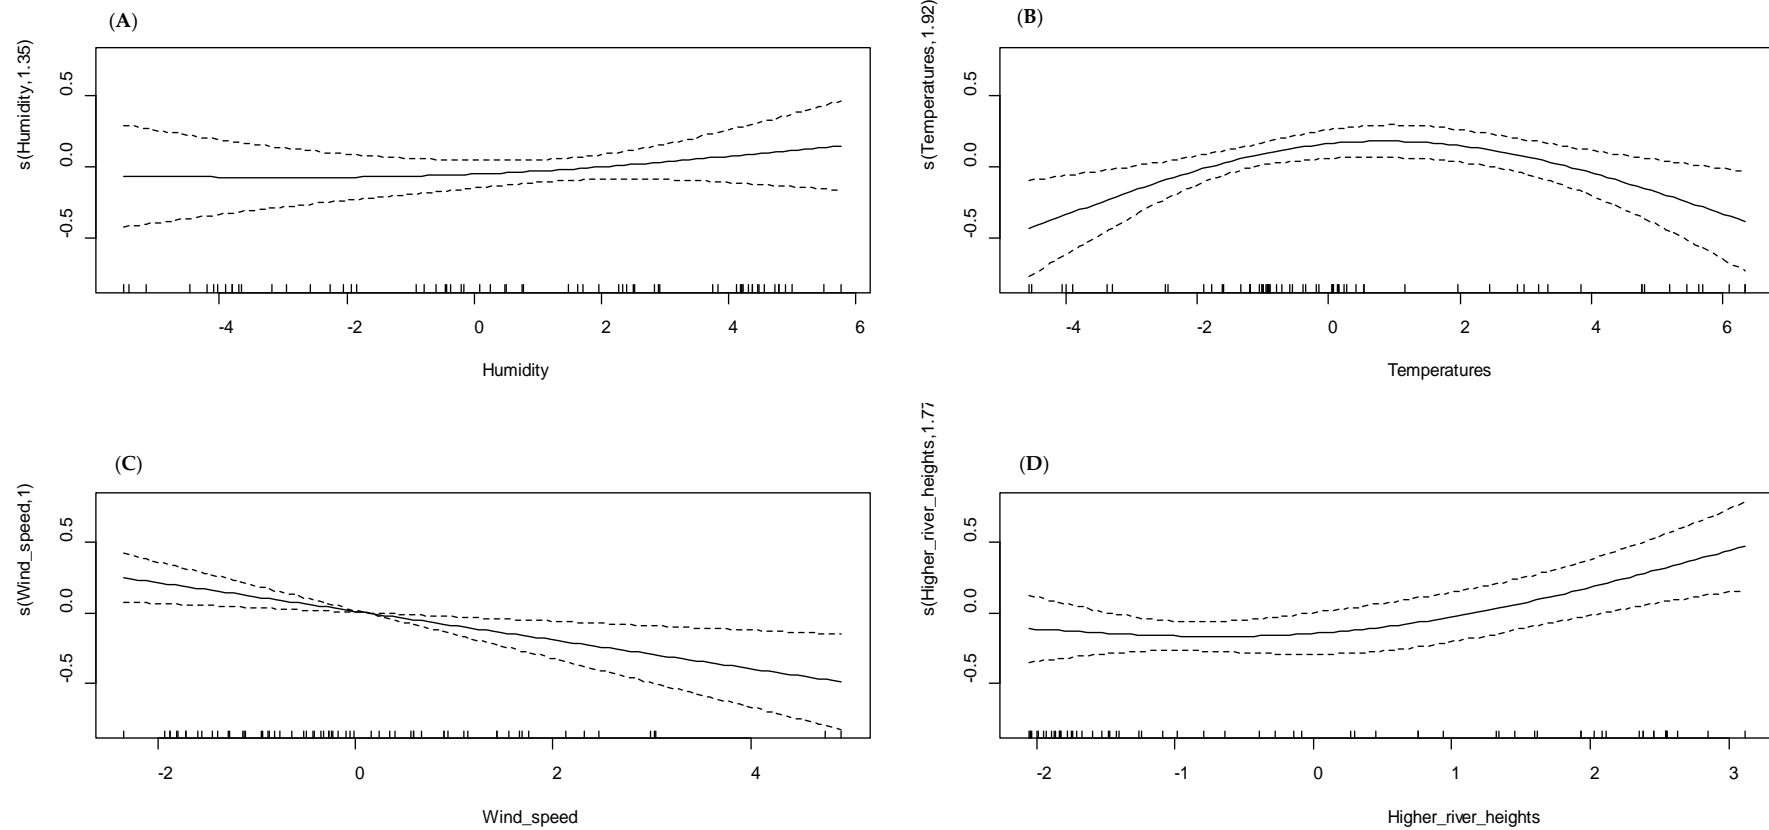 (A)
s(Humidity,1.35)
0.5
0.0
-0.5
-4 -2 0 2 4 6
Humidity
(B)
s(Temperatures,1.92)
0.5
0.0
-0.5
-4 -2 0 2 4 6
Temperatures
(C)
s(Wind_speed,1)
0.5
0.0
-0.5
-2 0 2 4
Wind_speed
(D)
s(Higher_river_heights,1.77
0.5
0.0
-0.5
-2 -1 0 1 2 3
Higher_river_heights